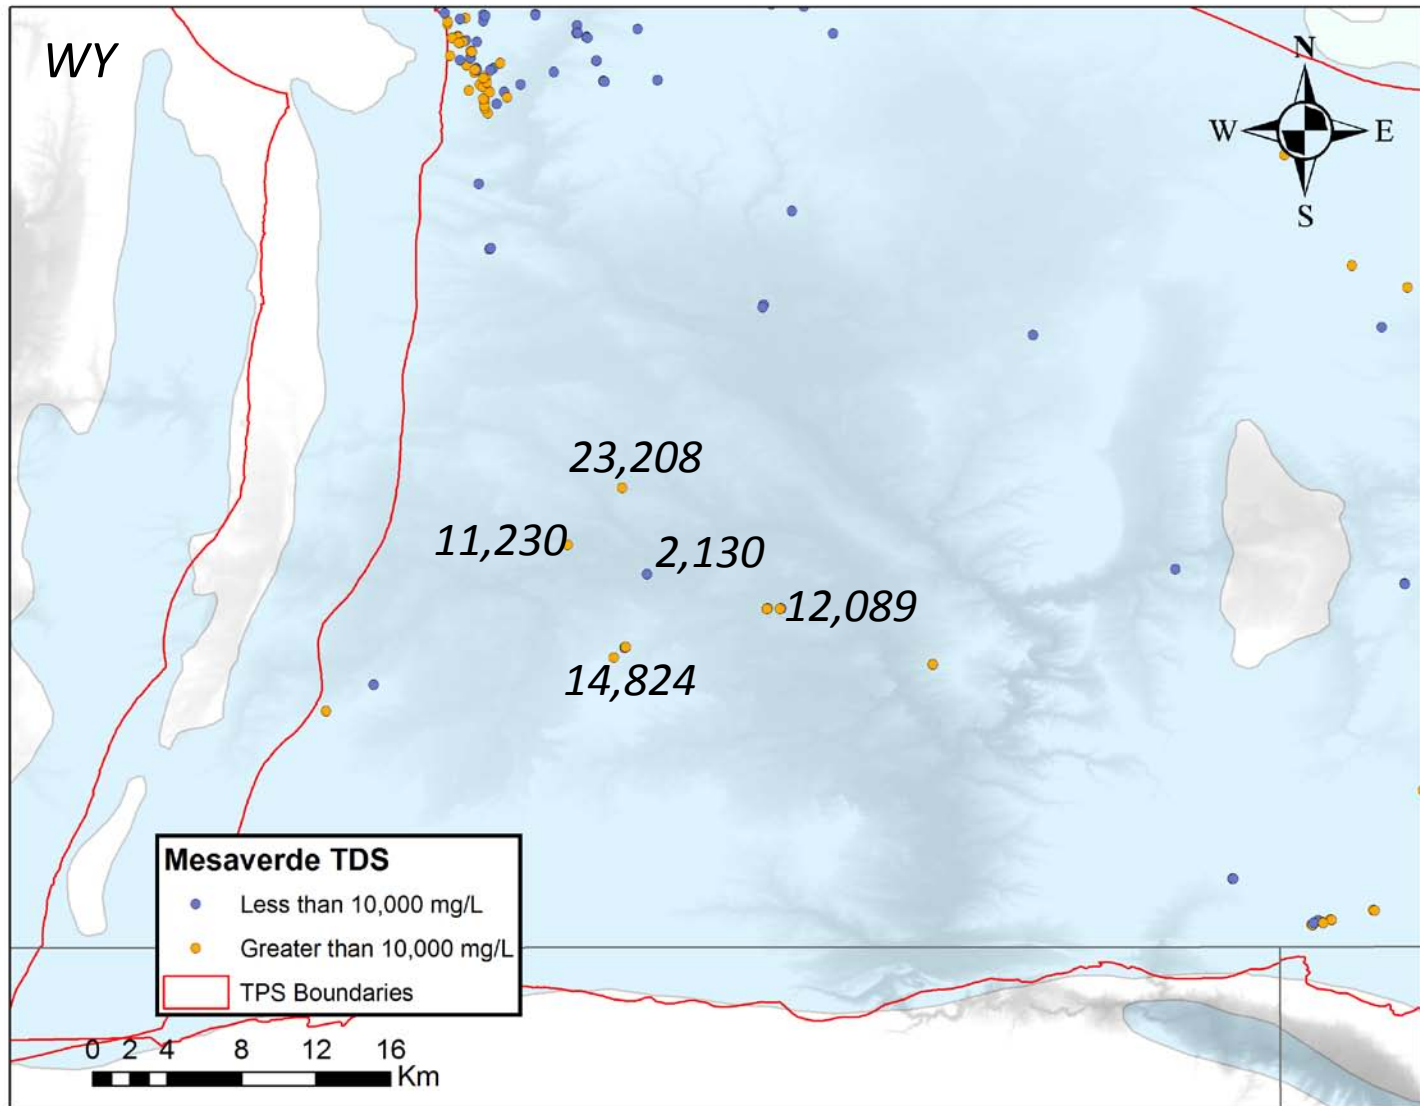 WY
N
W E
S
23,208
11,230
2,130
12,089
14,824
Mesaverde TDS
Less than 10,000 mg/L
Greater than 10,000 mg/L
TPS Boundaries
0 2 4 8 12 16
Km